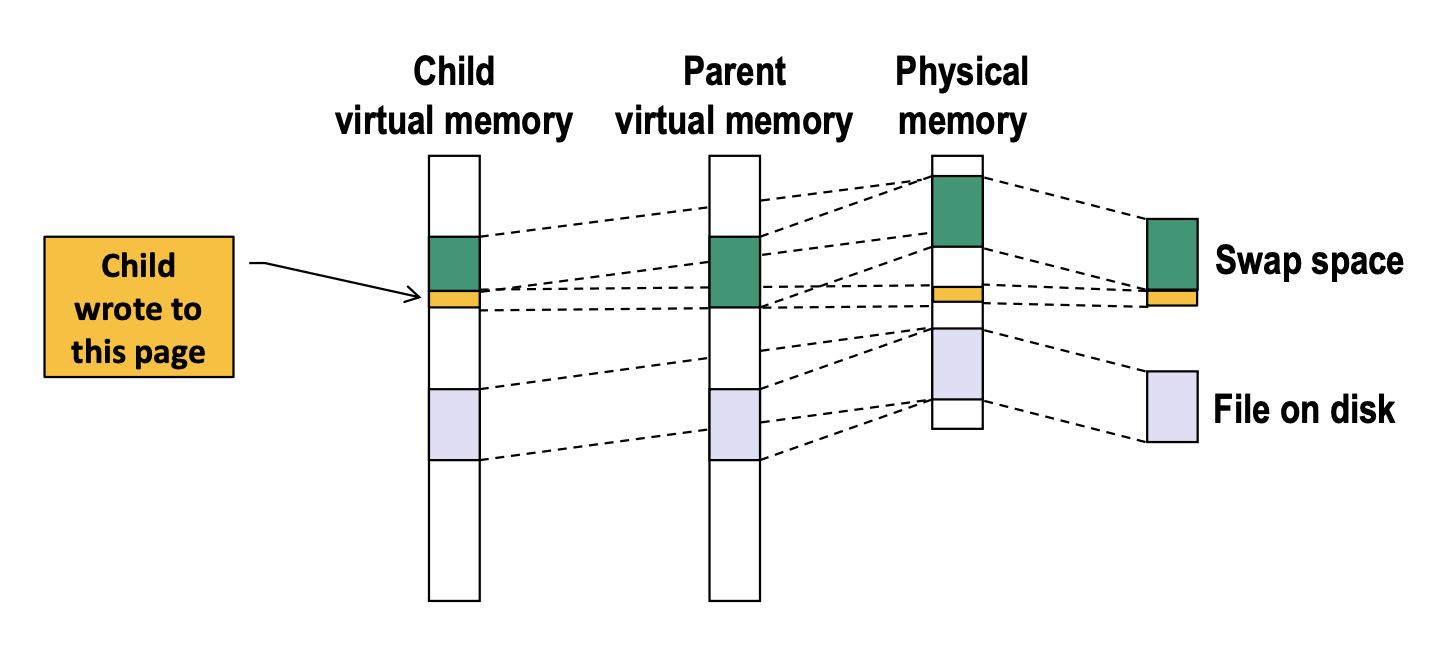 Child
virtual memory
Parent
virtual memory
Physical
memory
Child
wrote to
this page
Swap space
File on disk